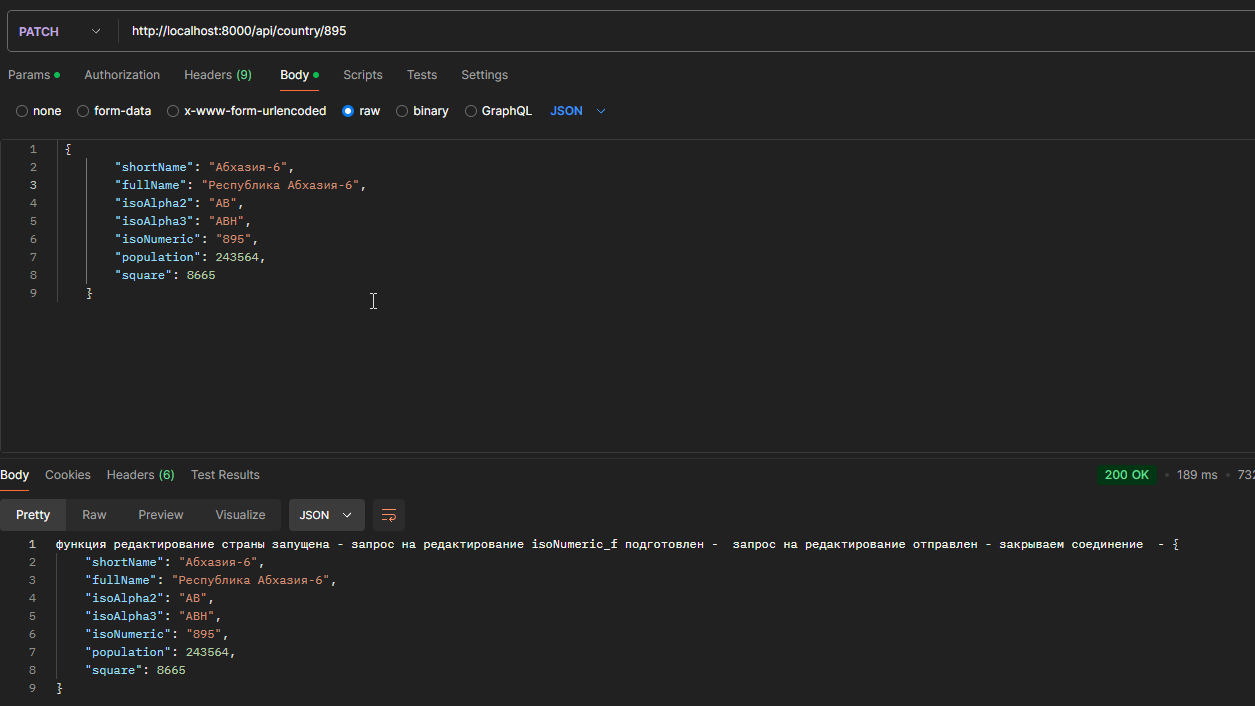 PATCH http://localhost:8000/api/country/895
Params Authorization Headers (9) Body Scripts Tests Settings
none form-data x-www-form-urlencoded raw binary GraphQL JSON
1 {
2 "shortName": "Абхазия-6",
3 "fullName": "Республика Абхазия-6",
4 "isoAlpha2": "AB",
5 "isoAlpha3": "ABH",
6 "isoNumeric": "895",
7 "population": 243564,
8 "square": 8665
9 }
Body Cookies Headers (6) Test Results 200 OK 189 ms 732
Pretty Raw Preview Visualize JSON
1 функция редактирование страны запущена - запрос на редактирование isoNumeric_f подготовлен - запрос на редактирование отправлен - закрываем соединение - {
2 "shortName": "Абхазия-6",
3 "fullName": "Республика Абхазия-6",
4 "isoAlpha2": "AB",
5 "isoAlpha3": "ABH",
6 "isoNumeric": "895",
7 "population": 243564,
8 "square": 8665
9 }